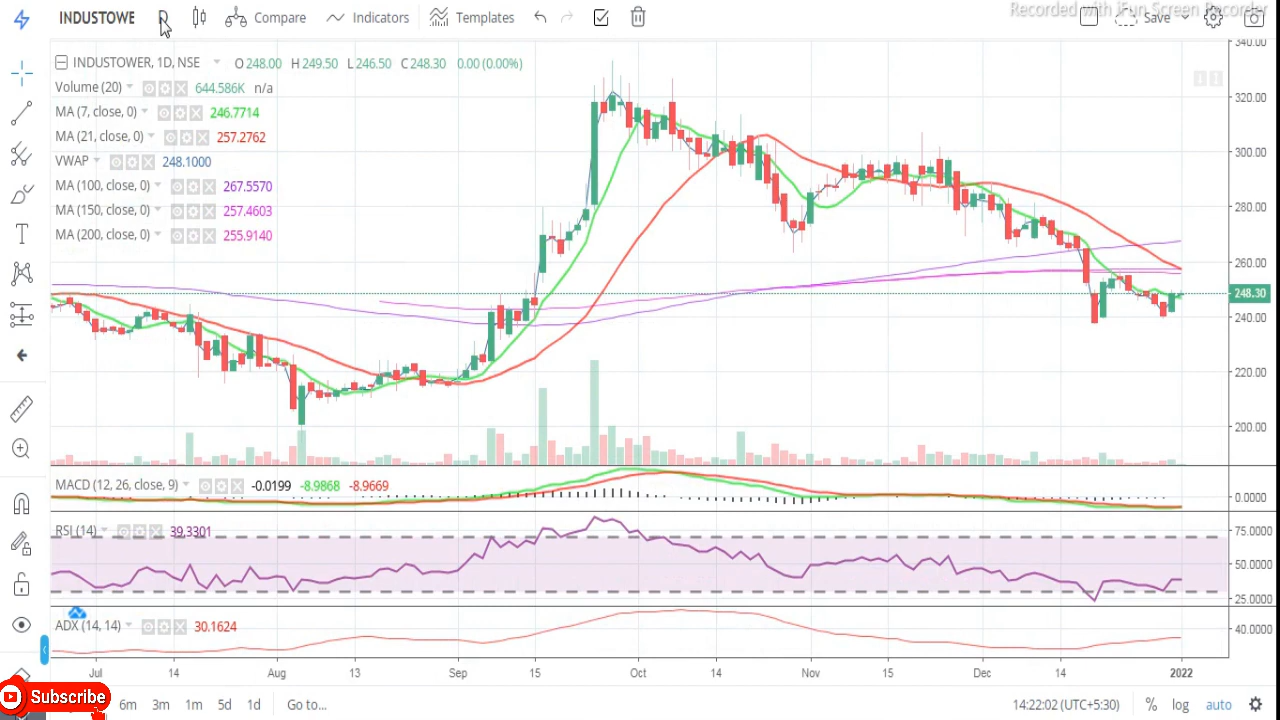 Recorded with iFun Screen Recorder
INDUSTOWE D Compare Indicators Templates Save
INDUSTOWER, 1D, NSE O 248.00 H 249.50 L 246.50 C 248.30 0.00 (0.00%)
Volume (20) 644.586K n/a
MA (7, close, 0) 246.7714
MA (21, close, 0) 257.2762
VWAP 248.1000
MA (100, close, 0) 267.5570
MA (150, close, 0) 257.4603
MA (200, close, 0) 255.9140
340.00
320.00
300.00
280.00
260.00
248.30
240.00
220.00
200.00
MACD (12, 26, close, 9) -0.0199 -8.9868 -8.9669
0.0000
RSI (14) 39.3301
75.0000
50.0000
25.0000
ADX (14, 14) 30.1624
40.0000
Jul 14 Aug 13 Sep 15 Oct 14 Nov 15 Dec 14 2022
Subscribe
6m 3m 1m 5d 1d Go to... 14:22:02 (UTC+5:30) % log auto